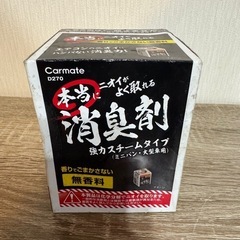 Carmate
D270
本当に
ニオイが
よく取れる
消臭剤
強力スチームタイプ
(ミニバン・大型車用)
香りでごまかさない
無香料